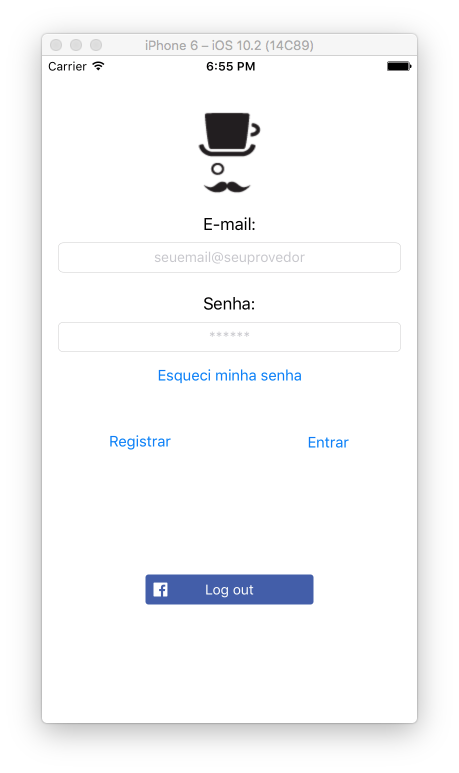 iPhone 6 – iOS 10.2 (14C89)
Carrier 6:55 PM
E-mail:
seuemail@seuprovedor
Senha:
******
Esqueci minha senha
Registrar Entrar
Log out